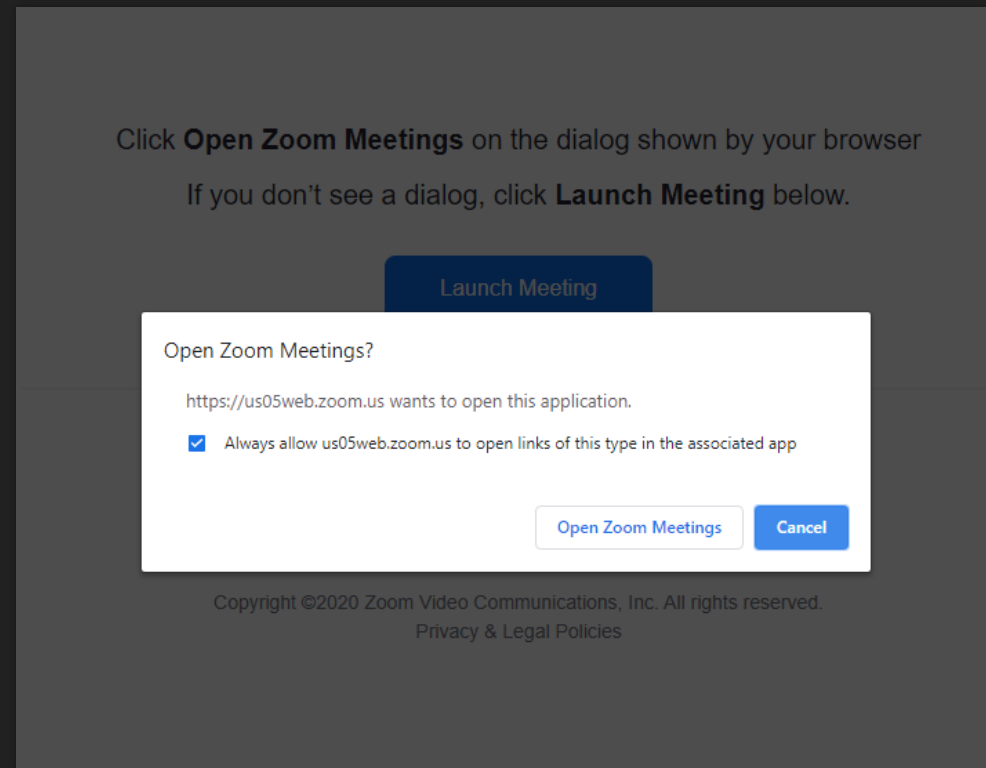 Click Open Zoom Meetings on the dialog shown by your browser
If you don’t see a dialog, click Launch Meeting below.
Launch Meeting
Open Zoom Meetings?
https://us05web.zoom.us wants to open this application.
Always allow us05web.zoom.us to open links of this type in the associated app
Open Zoom Meetings
Cancel
Copyright ©2020 Zoom Video Communications, Inc. All rights reserved.
Privacy & Legal Policies